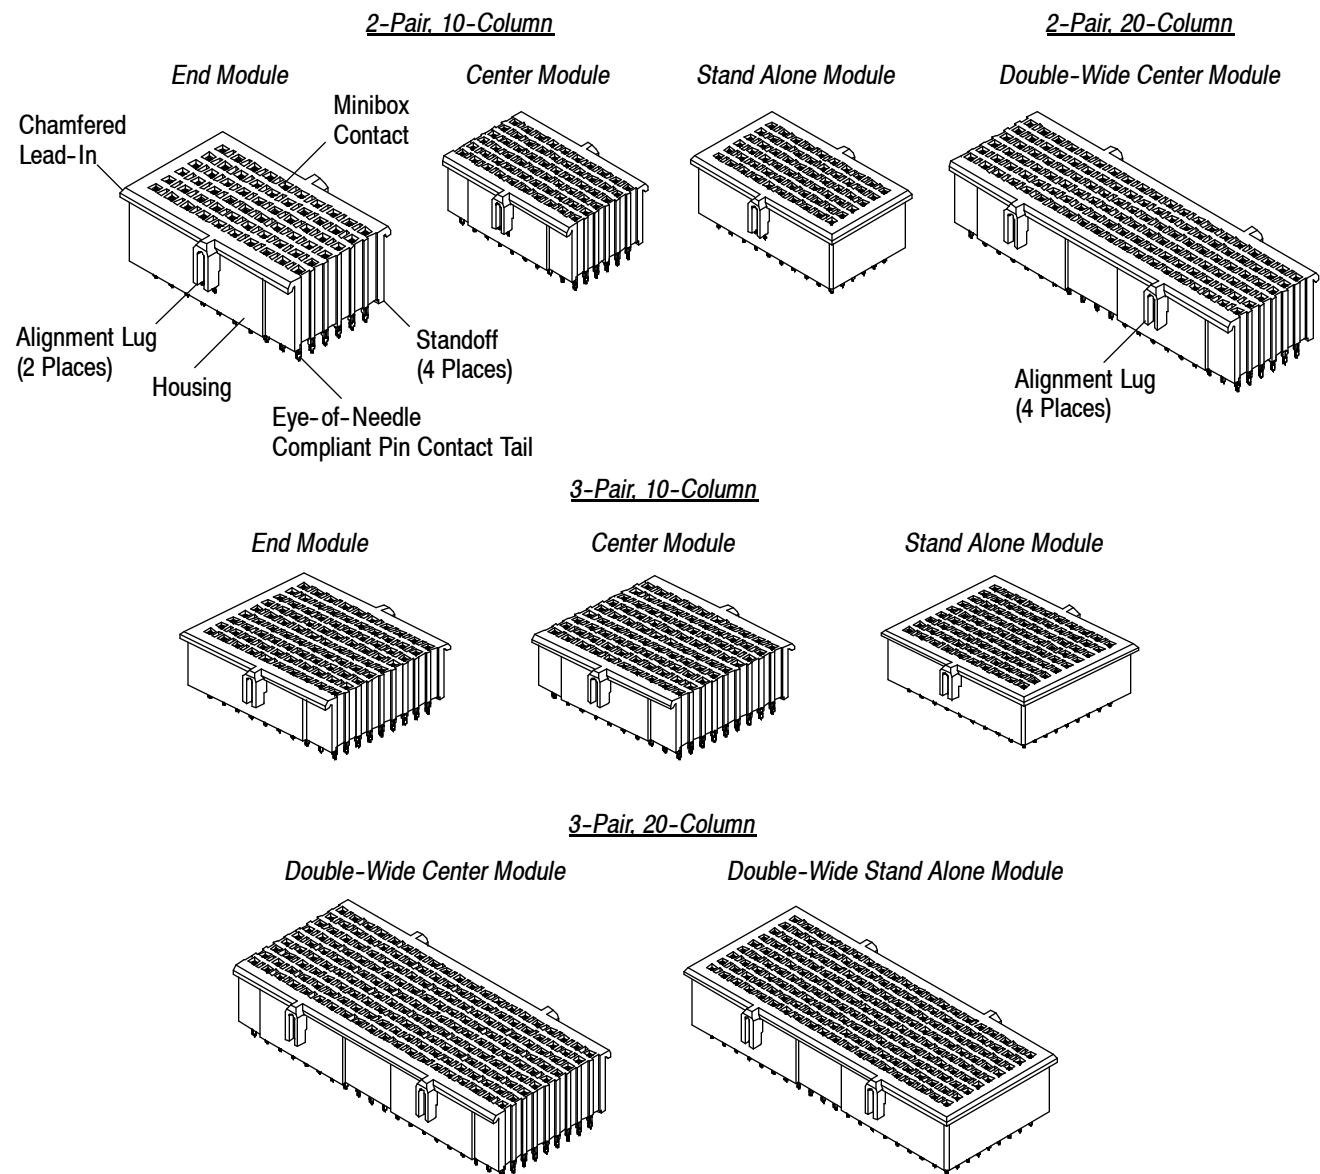 2-Pair, 10-Column
2-Pair, 20-Column
End Module
Center Module
Stand Alone Module
Double-Wide Center Module
Chamfered
Lead-In
Minibox
Contact
Alignment Lug
(2 Places)
Housing
Standoff
(4 Places)
Eye-of-Needle
Compliant Pin Contact Tail
Alignment Lug
(4 Places)
3-Pair, 10-Column
End Module
Center Module
Stand Alone Module
3-Pair, 20-Column
Double-Wide Center Module
Double-Wide Stand Alone Module